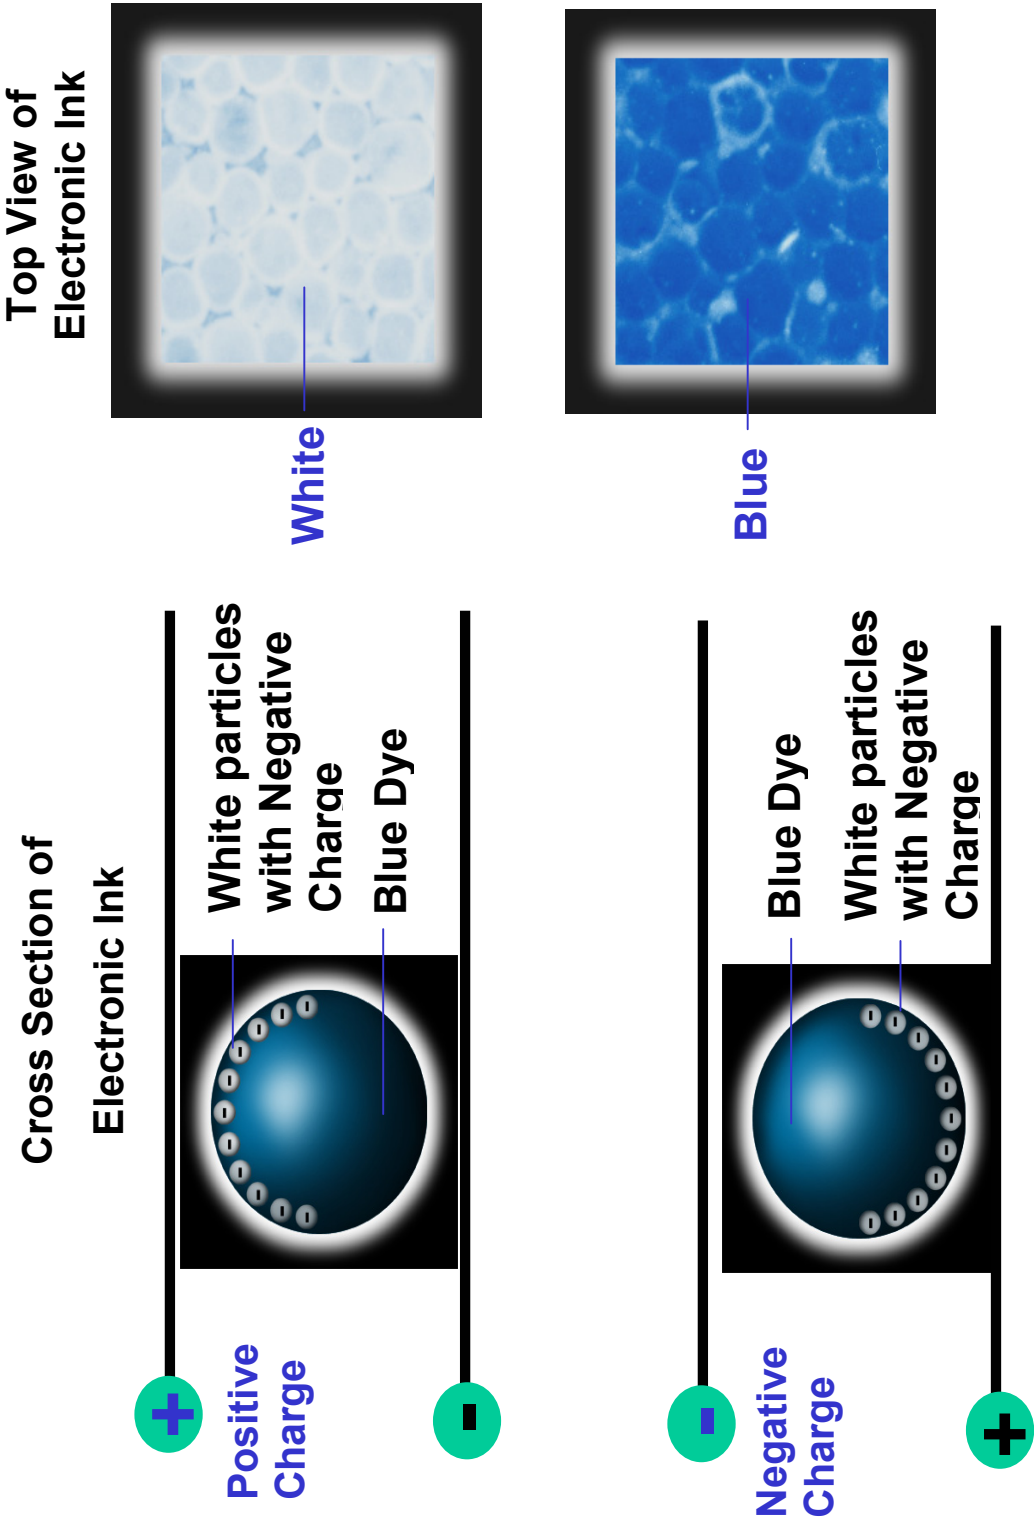 Cross Section of
Electronic Ink
Top View of
Electronic Ink
+
Positive
Charge
White particles
with Negative
Charge
Blue Dye
White
-
-
Negative
Charge
Blue Dye
White particles
with Negative
Charge
Blue
+